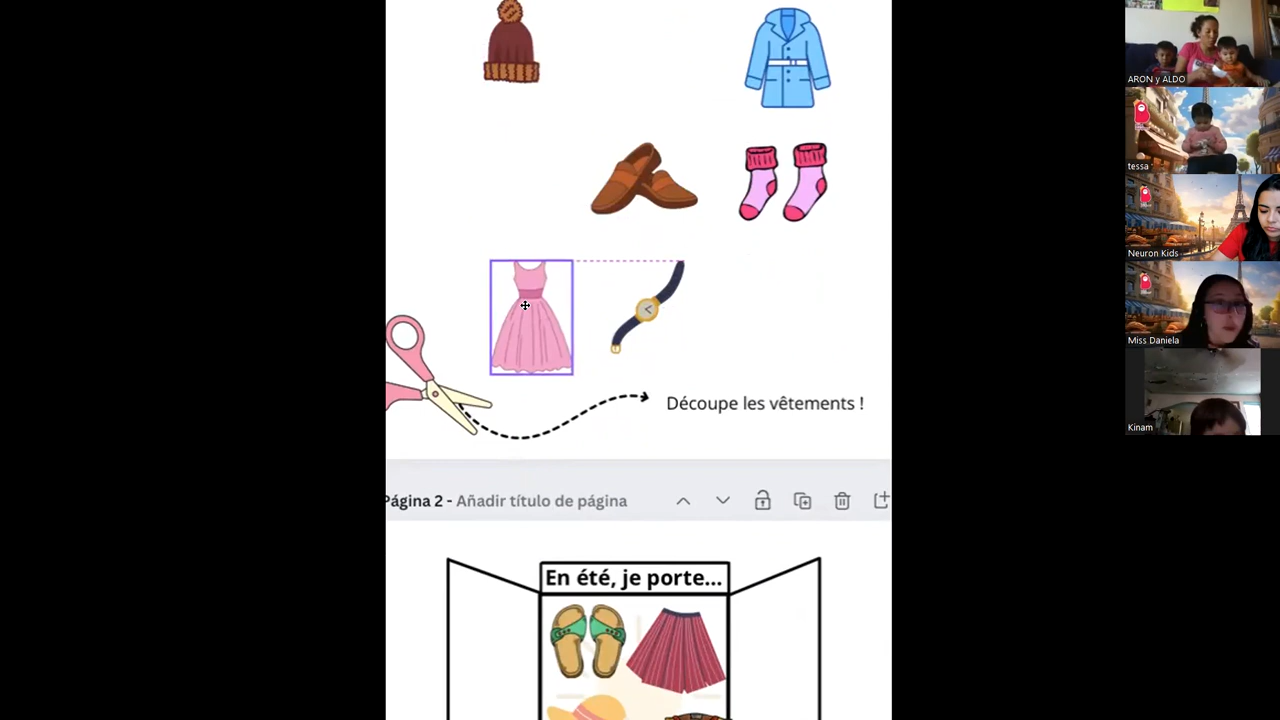 Découpe les vêtements !
Página 2 - Añadir título de página
En été, je porte...
ARON y ALDO
tessa
Neuron Kids
Miss Daniela
Kinam